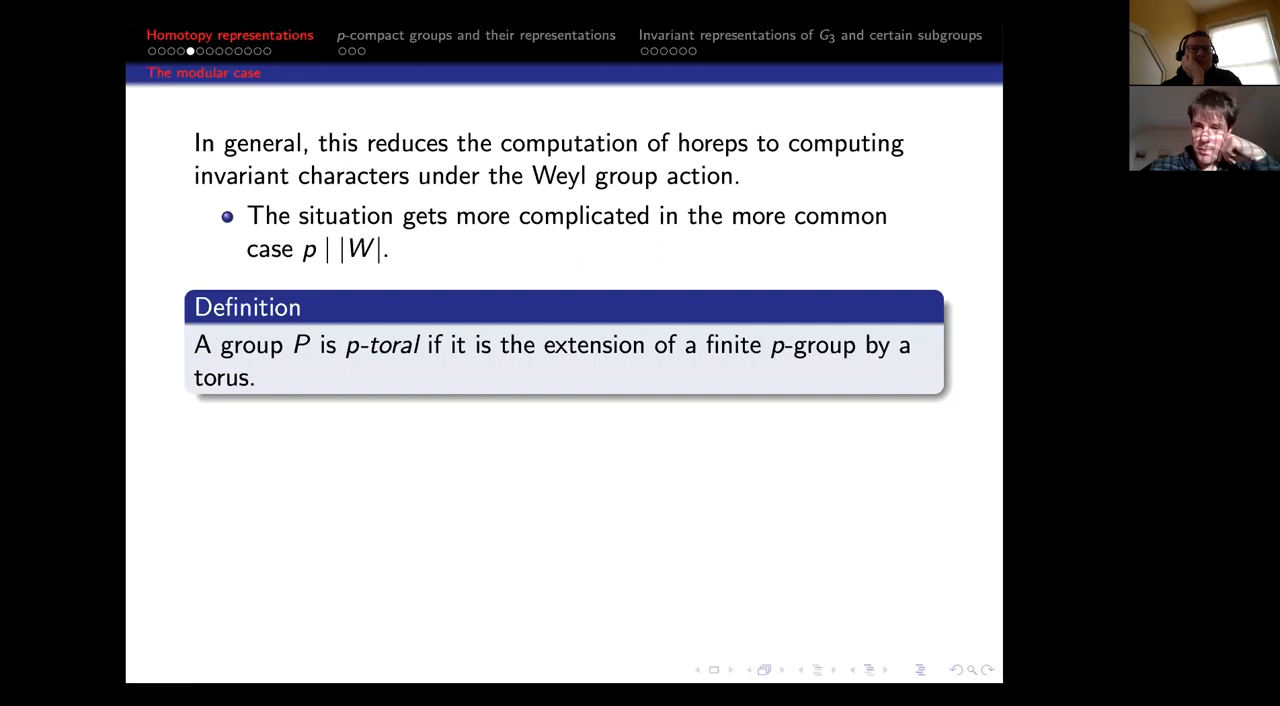 Homotopy representations p-compact groups and their representations Invariant representations of G₃ and certain subgroups
The modular case
In general, this reduces the computation of horeps to computing
invariant characters under the Weyl group action.
The situation gets more complicated in the more common
case p | |W|.
Definition
A group P is p-toral if it is the extension of a finite p-group by a
torus.